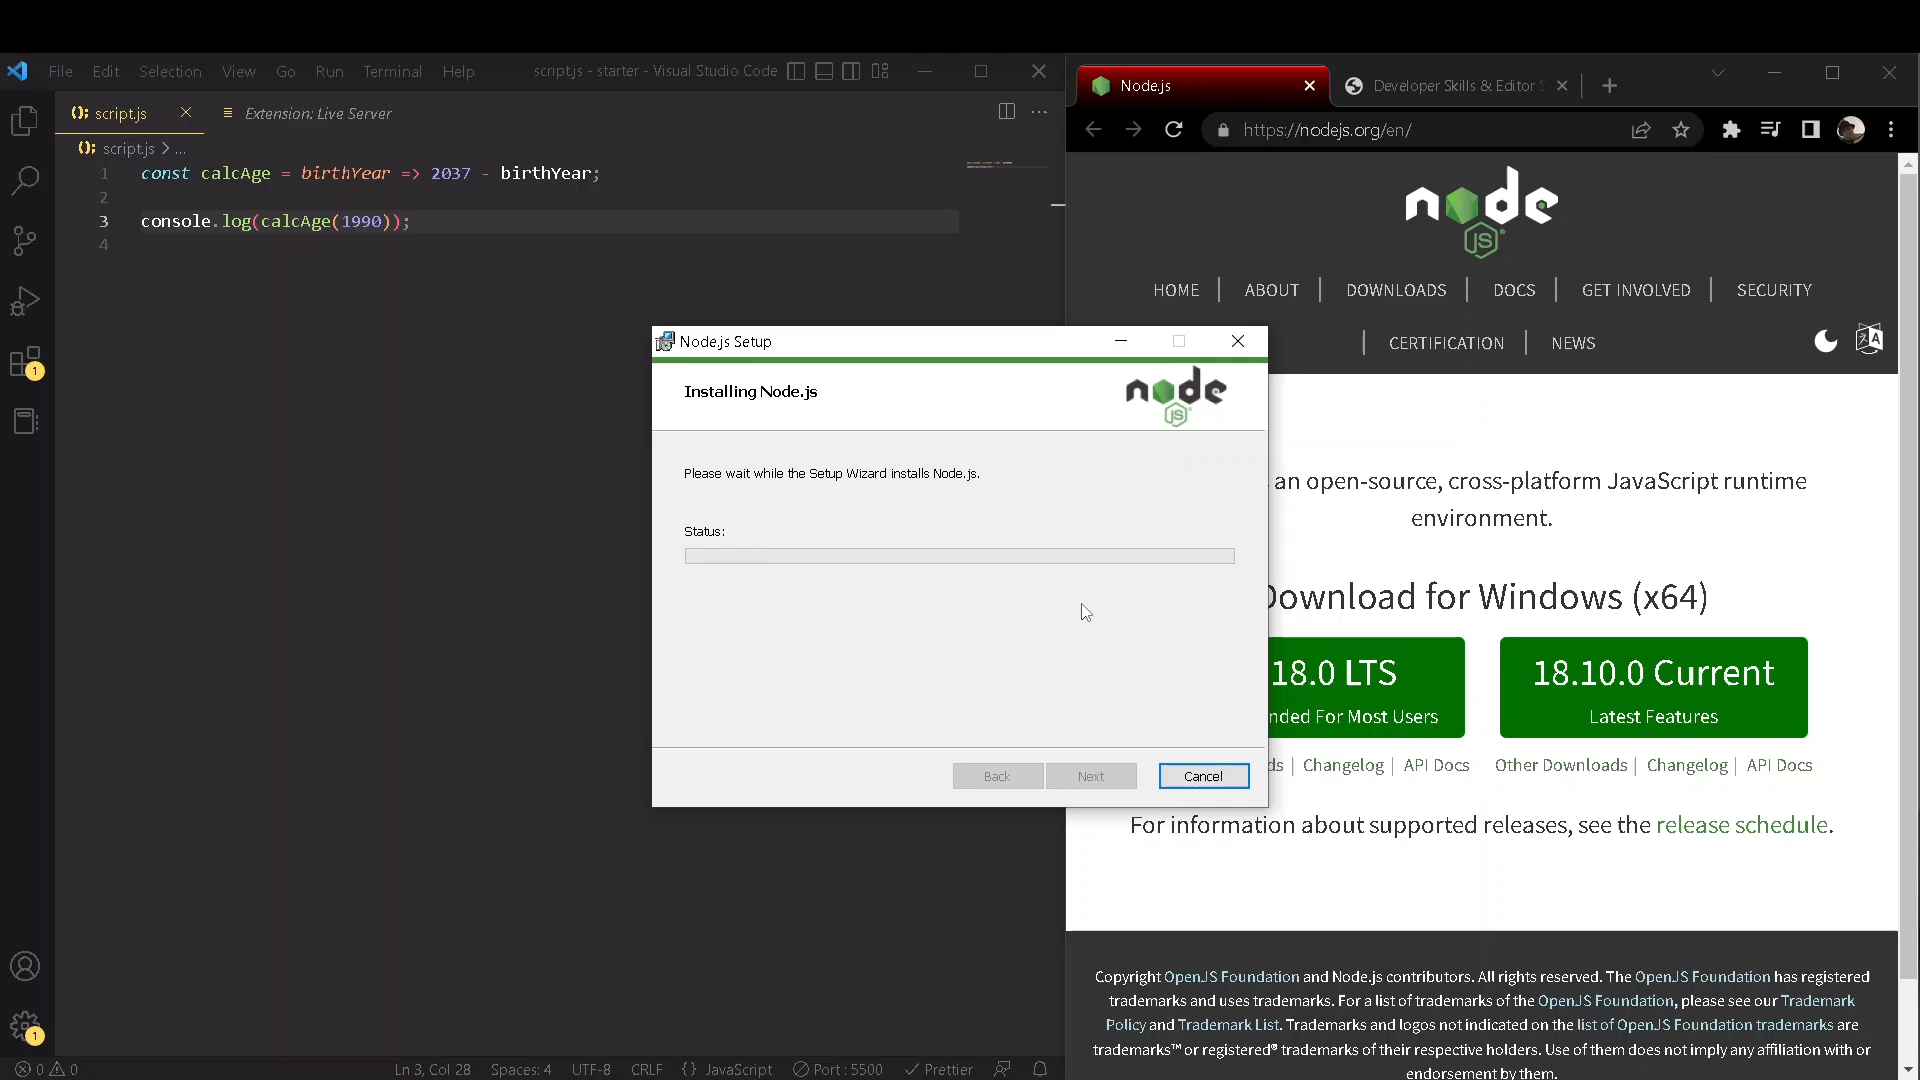 File Edit Selection View Go Run Terminal Help
script.js - starter - Visual Studio Code
script.js
Extension: Live Server
script.js > ...
1 const calcAge = birthYear => 2037 - birthYear;
2
3 console.log(calcAge(1990));
4
1
1
0 0
Ln 3, Col 28 Spaces: 4 UTF-8 CRLF {} JavaScript Port : 5500 Prettier
Node.js Setup
Installing Node.js
node
JS
Please wait while the Setup Wizard installs Node.js.
Status:
Back Next Cancel
Node.js
Developer Skills & Editor
https://nodejs.org/en/
node
JS
HOME | ABOUT | DOWNLOADS | DOCS | GET INVOLVED | SECURITY
| CERTIFICATION | NEWS
an open-source, cross-platform JavaScript runtime
environment.
Download for Windows (x64)
18.0 LTS
nded For Most Users
18.10.0 Current
Latest Features
ds | Changelog | API Docs
Other Downloads | Changelog | API Docs
For information about supported releases, see the release schedule.
Copyright OpenJS Foundation and Node.js contributors. All rights reserved. The OpenJS Foundation has registered
trademarks and uses trademarks. For a list of trademarks of the OpenJS Foundation, please see our Trademark
Policy and Trademark List. Trademarks and logos not indicated on the list of OpenJS Foundation trademarks are
trademarks™ or registered® trademarks of their respective holders. Use of them does not imply any affiliation with or
endorsement by them.